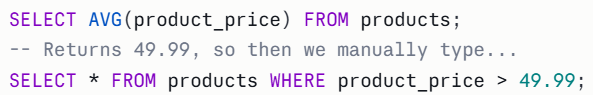 SELECT AVG(product_price) FROM products;
-- Returns 49.99, so then we manually type...
SELECT * FROM products WHERE product_price > 49.99;